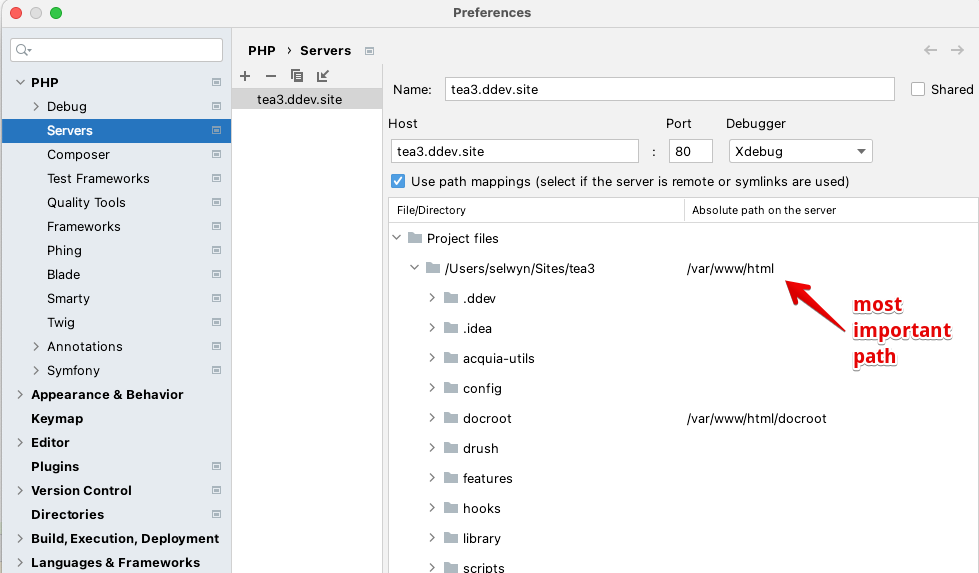 Preferences
PHP
Debug
Servers
Composer
Test Frameworks
Quality Tools
Frameworks
Phing
Blade
Smarty
Twig
Annotations
Symfony
Appearance & Behavior
Keymap
Editor
Plugins
Version Control
Directories
Build, Execution, Deployment
Languages & Frameworks
PHP › Servers
tea3.ddev.site
Name: tea3.ddev.site Shared
Host Port Debugger
tea3.ddev.site : 80 Xdebug
Use path mappings (select if the server is remote or symlinks are used)
File/Directory Absolute path on the server
Project files
/Users/selwyn/Sites/tea3 /var/www/html
.ddev
.idea
acquia-utils
config
docroot /var/www/html/docroot
drush
features
hooks
library
scripts
most
important
path